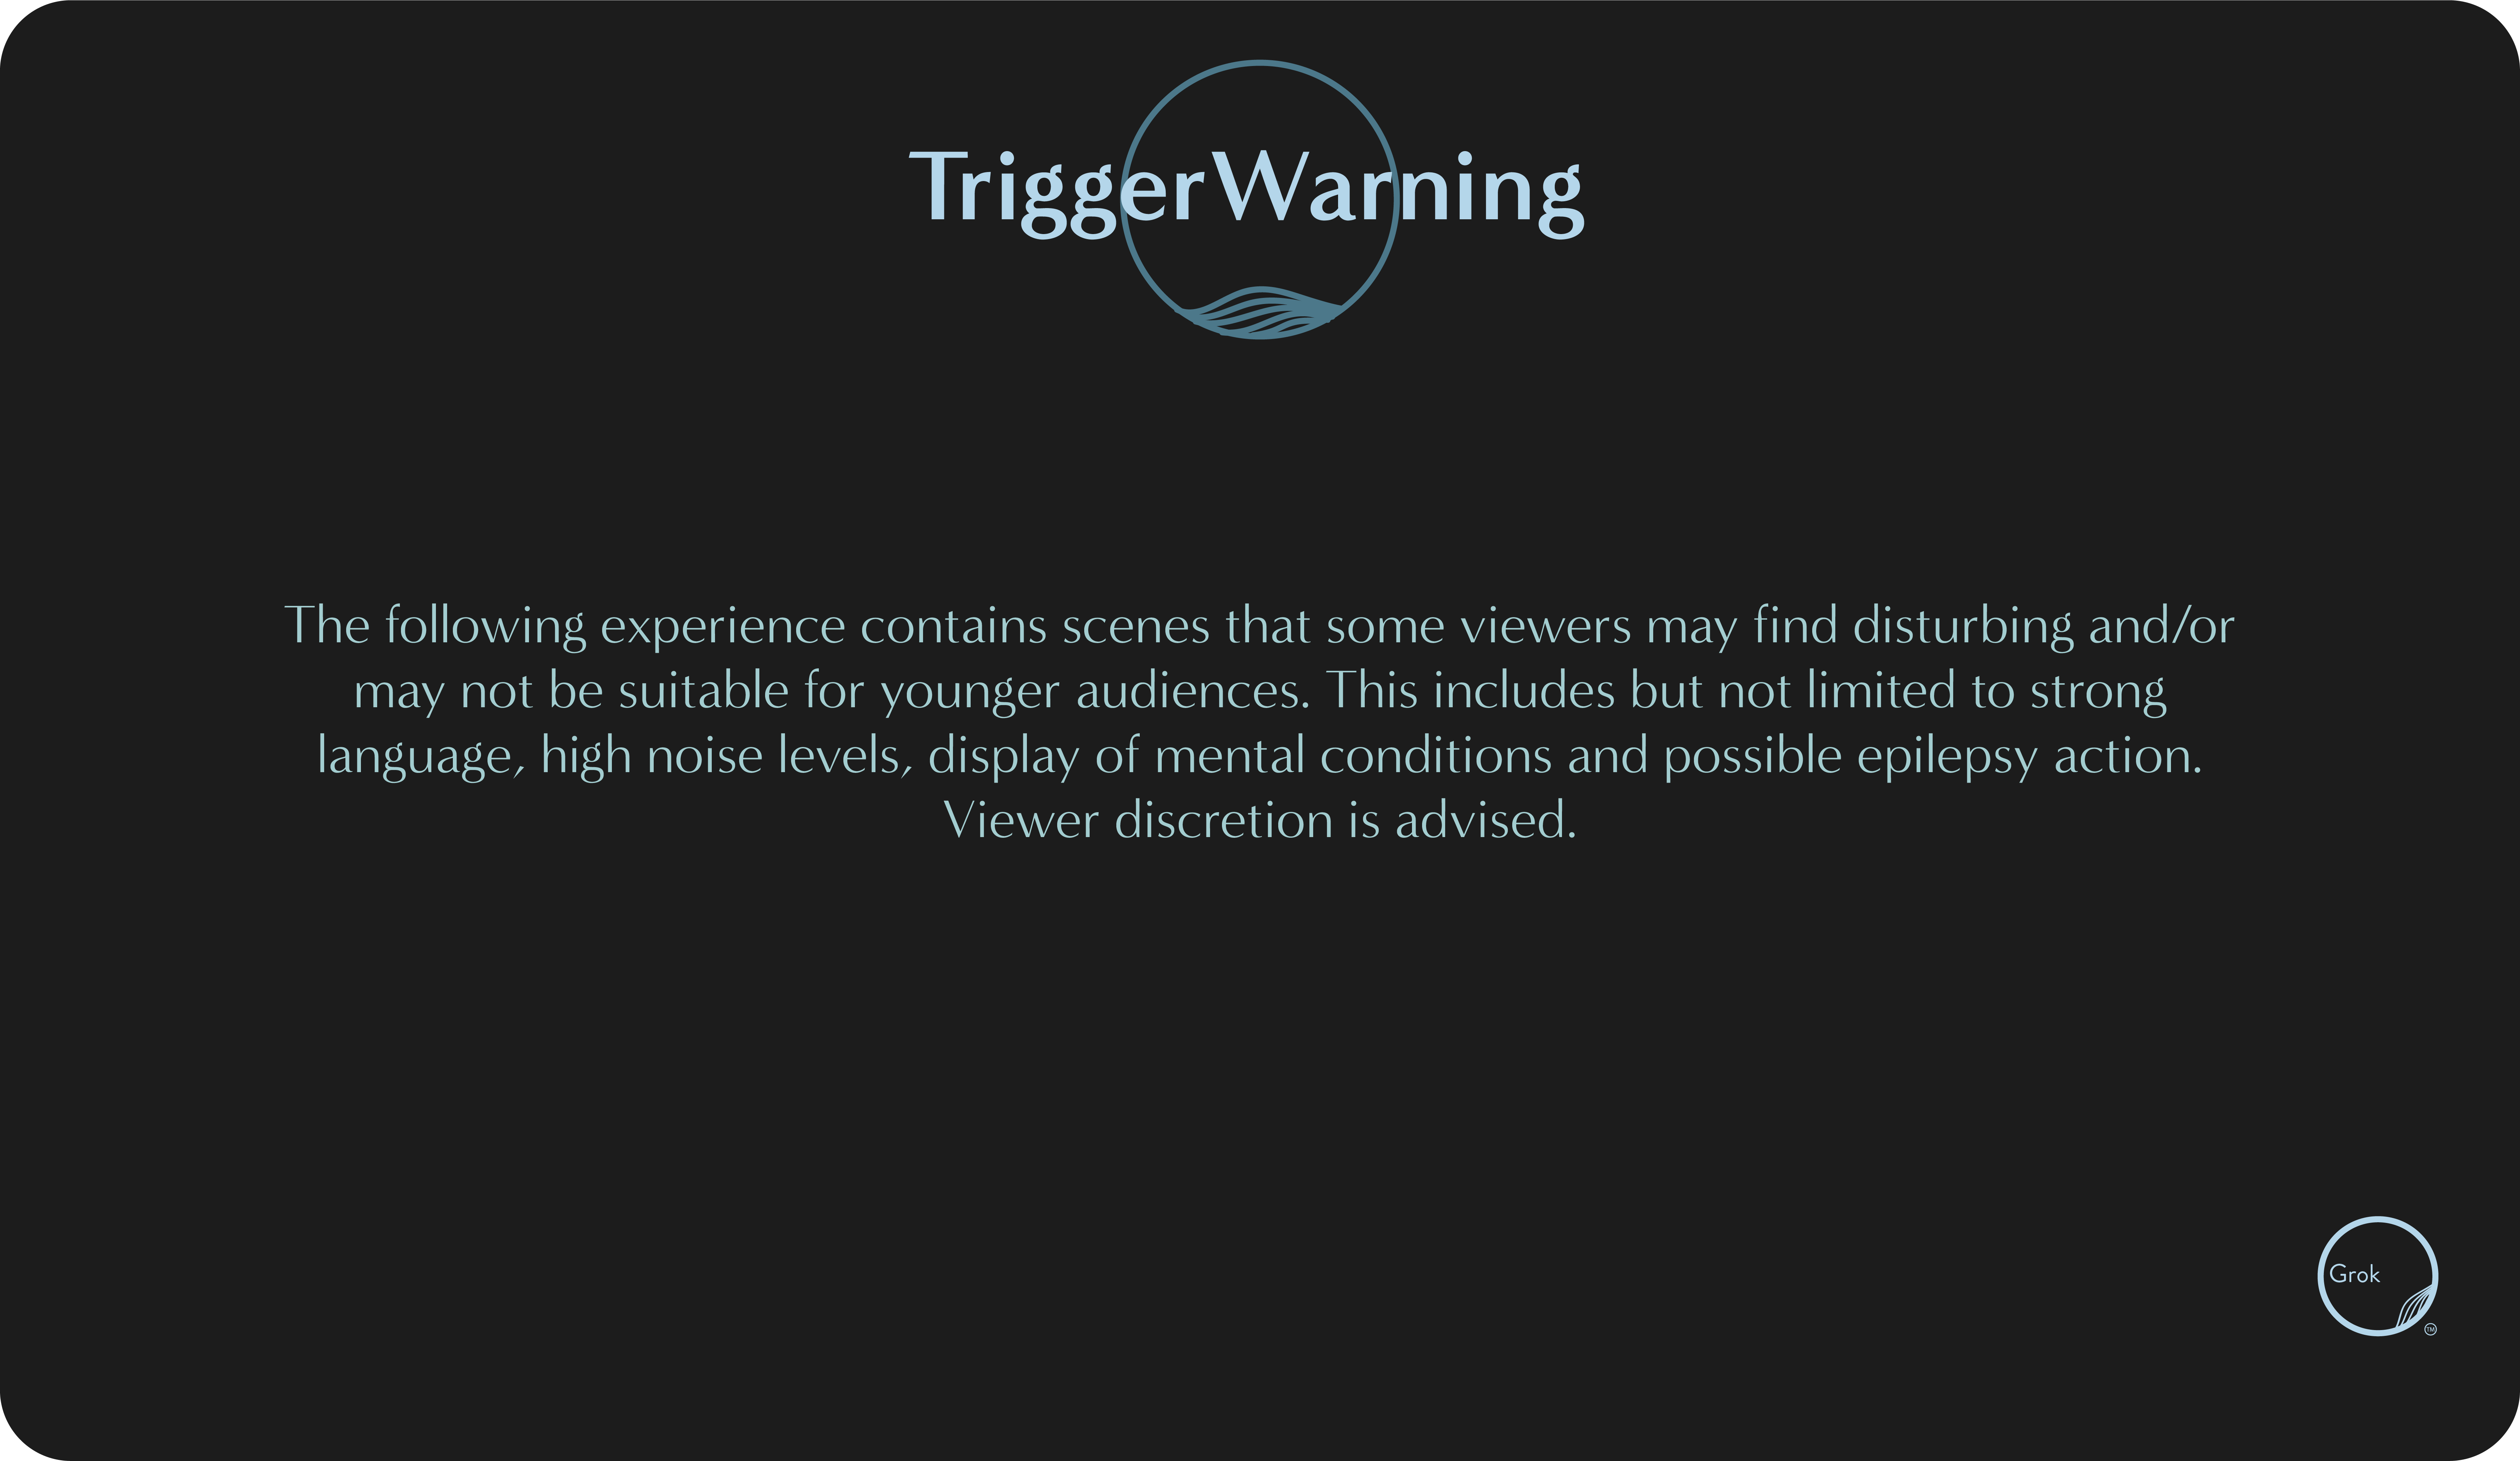 TriggerWarning
The following experience contains scenes that some viewers may find disturbing and/or
may not be suitable for younger audiences. This includes but not limited to strong
language, high noise levels, display of mental conditions and possible epilepsy action.
Viewer discretion is advised.
Grok
TM